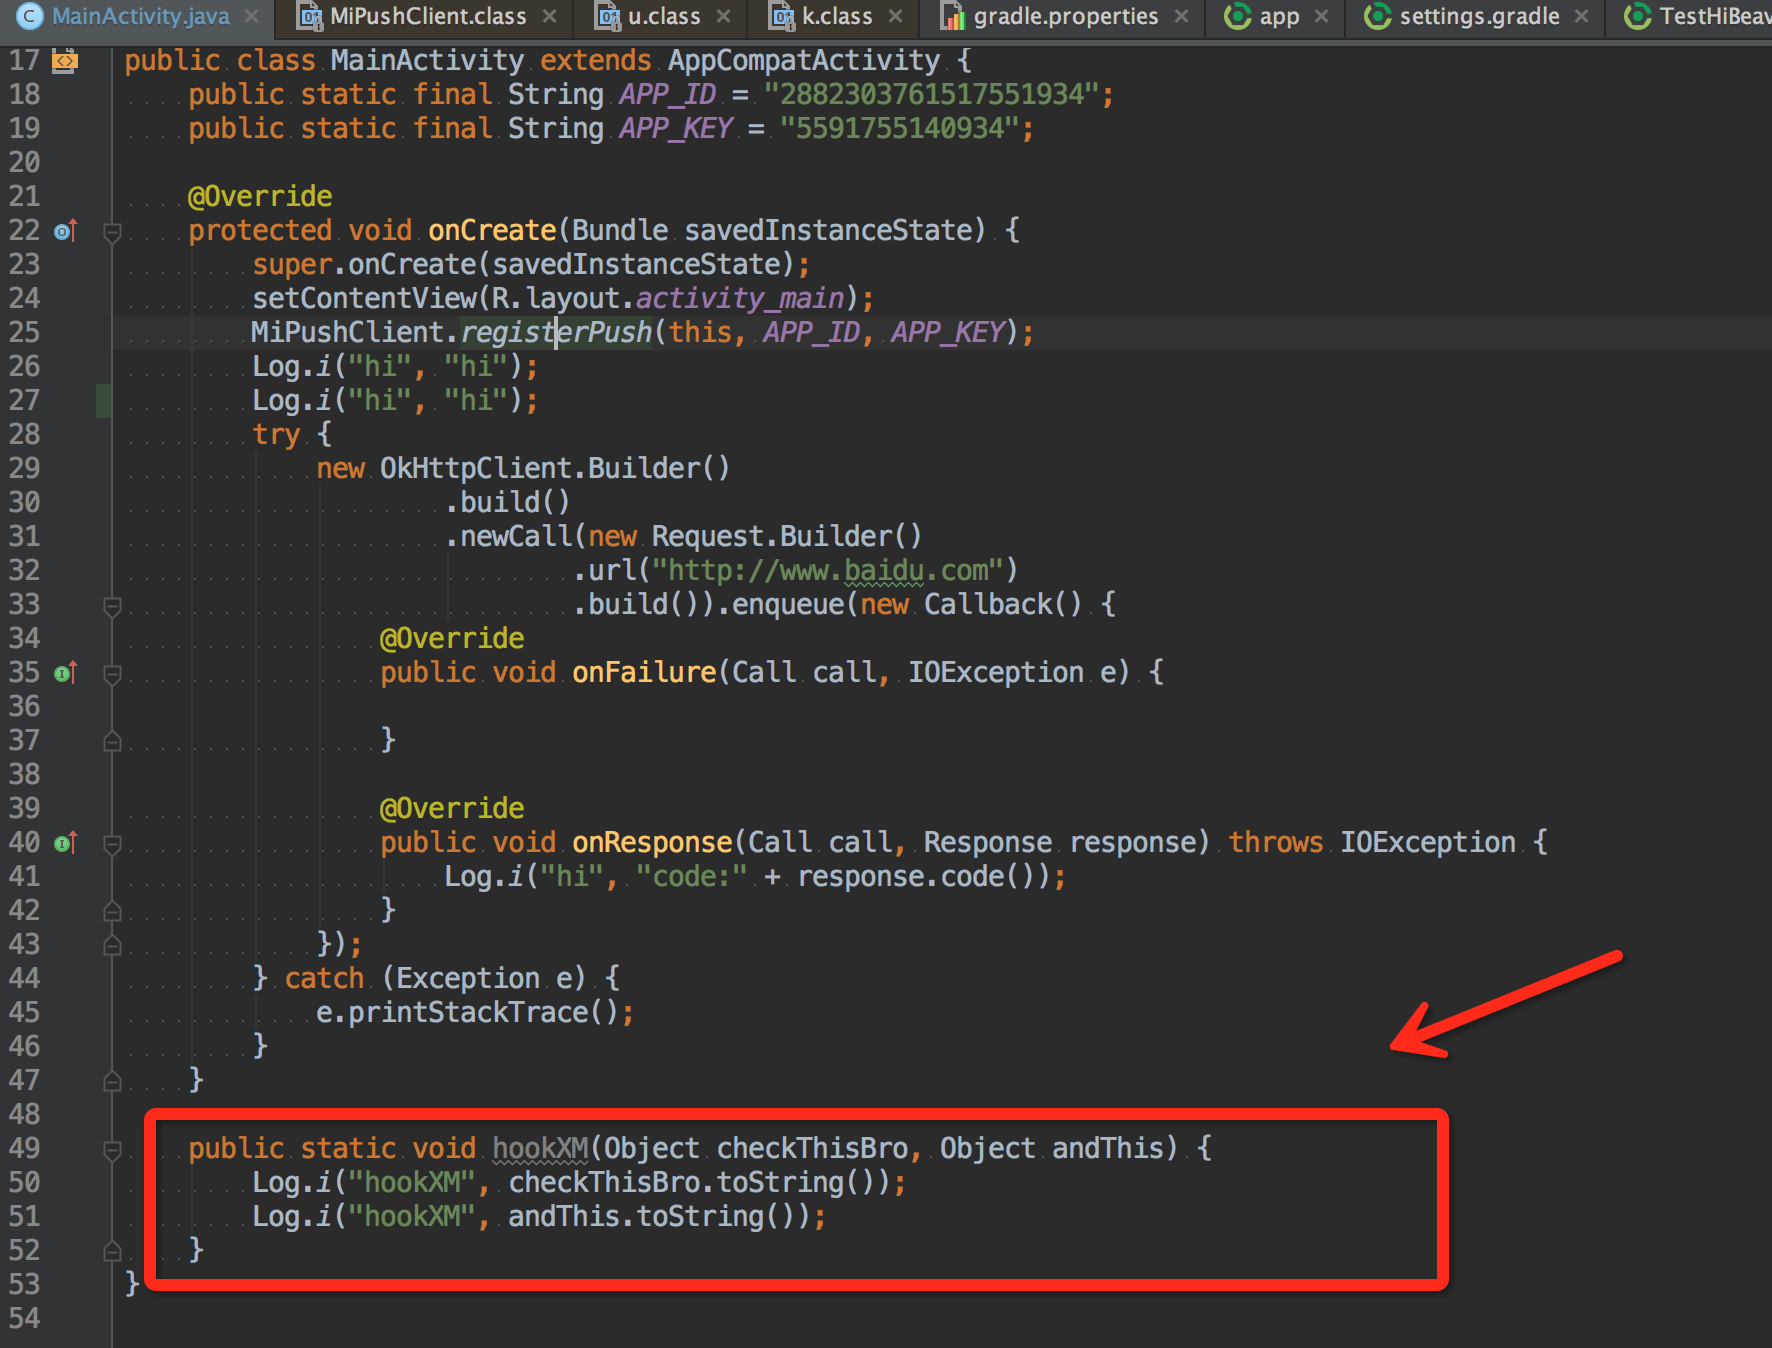 MainActivity.java MiPushClient.class u.class k.class gradle.properties app settings.gradle TestHiBeav
17 public class MainActivity extends AppCompatActivity {
18 public static final String APP_ID = "2882303761517551934";
19 public static final String APP_KEY = "5591755140934";
20
21 @Override
22 protected void onCreate(Bundle savedInstanceState) {
23 super.onCreate(savedInstanceState);
24 setContentView(R.layout.activity_main);
25 MiPushClient.registerPush(this, APP_ID, APP_KEY);
26 Log.i("hi", "hi");
27 Log.i("hi", "hi");
28 try {
29 new OkHttpClient.Builder()
30 .build()
31 .newCall(new Request.Builder()
32 .url("http://www.baidu.com")
33 .build()).enqueue(new Callback() {
34 @Override
35 public void onFailure(Call call, IOException e) {
36
37 }
38
39 @Override
40 public void onResponse(Call call, Response response) throws IOException {
41 Log.i("hi", "code:" + response.code());
42 }
43 });
44 } catch (Exception e) {
45 e.printStackTrace();
46 }
47 }
48
49 public static void hookXM(Object checkThisBro, Object andThis) {
50 Log.i("hookXM", checkThisBro.toString());
51 Log.i("hookXM", andThis.toString());
52 }
53 }
54